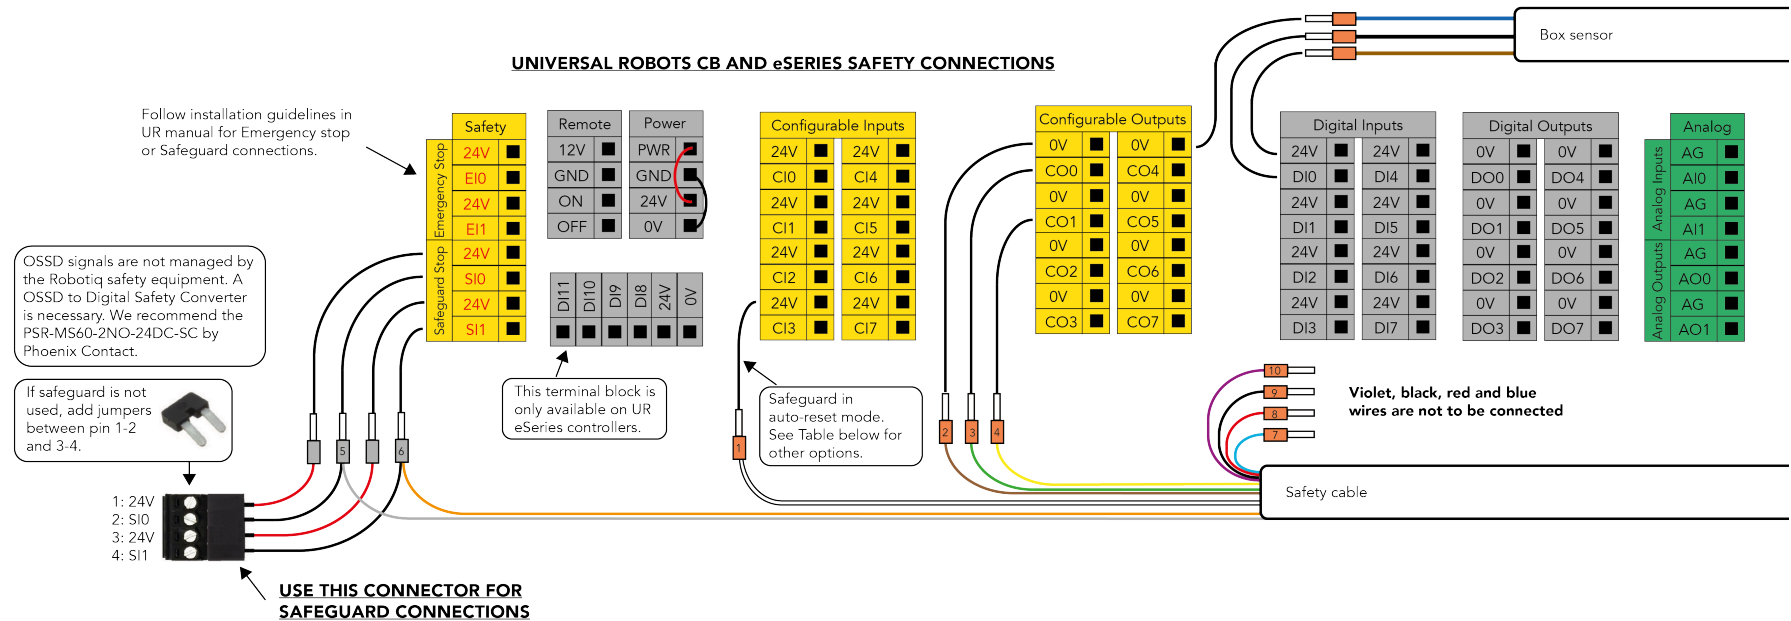 Box sensor
UNIVERSAL ROBOTS CB AND eSERIES SAFETY CONNECTIONS
Follow installation guidelines in
UR manual for Emergency stop
or Safeguard connections.
Safety
Emergency Stop
24V
EI0
24V
EI1
Safeguard Stop
24V
SI0
24V
SI1
Remote
12V
GND
ON
OFF
Power
PWR
GND
24V
0V
DI11
DI10
DI9
DI8
24V
0V
This terminal block is
only available on UR
eSeries controllers.
Configurable Inputs
24V 24V
CI0 CI4
24V 24V
CI1 CI5
24V 24V
CI2 CI6
24V 24V
CI3 CI7
Safeguard in
auto-reset mode.
See Table below for
other options.
Configurable Outputs
0V 0V
CO0 CO4
0V 0V
CO1 CO5
0V 0V
CO2 CO6
0V 0V
CO3 CO7
Digital Inputs
24V 24V
DI0 DI4
24V 24V
DI1 DI5
24V 24V
DI2 DI6
24V 24V
DI3 DI7
Digital Outputs
0V 0V
DO0 DO4
0V 0V
DO1 DO5
0V 0V
DO2 DO6
0V 0V
DO3 DO7
Analog
Analog Inputs
AG
AI0
AG
AI1
Analog Outputs
AG
AO0
AG
AO1
OSSD signals are not managed by
the Robotiq safety equipment. A
OSSD to Digital Safety Converter
is necessary. We recommend the
PSR-MS60-2NO-24DC-SC by
Phoenix Contact.
If safeguard is not
used, add jumpers
between pin 1-2
and 3-4.
5
6
1
2
3
4
10
9
8
7
Violet, black, red and blue
wires are not to be connected
Safety cable
1: 24V
2: SI0
3: 24V
4: SI1
USE THIS CONNECTOR FOR
SAFEGUARD CONNECTIONS